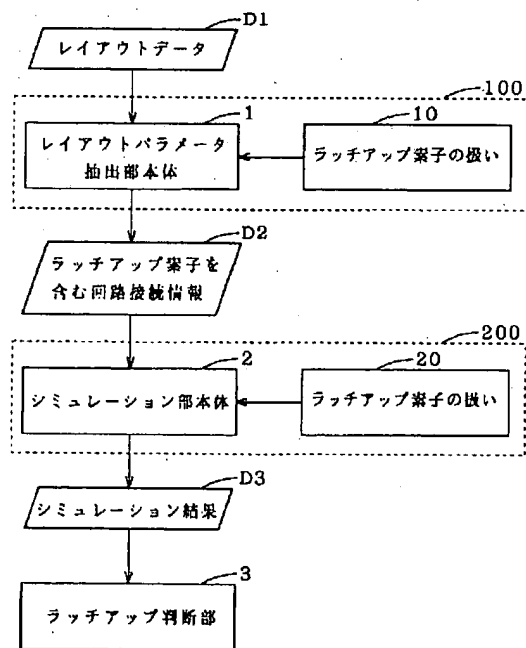 D1
レイアウトデータ
100
1
10
レイアウトパラメータ
抽出部本体
ラッチアップ素子の扱い
D2
ラッチアップ素子を
含む回路接続情報
200
2
20
シミュレーション部本体
ラッチアップ素子の扱い
D3
シミュレーション結果
3
ラッチアップ判断部